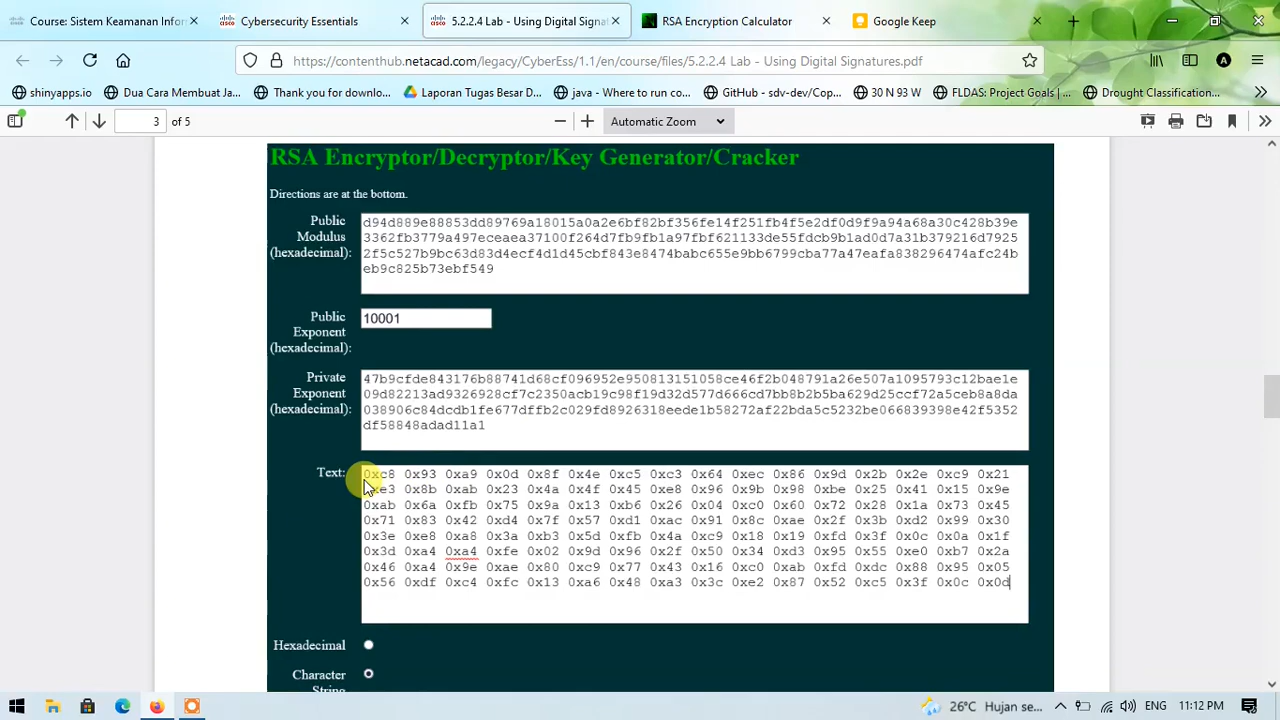 Course: Sistem Keamanan Infor
Cybersecurity Essentials
5.2.2.4 Lab - Using Digital Signat
RSA Encryption Calculator
Google Keep
https://contenthub.netacad.com/legacy/CyberEss/1.1/en/course/files/5.2.2.4 Lab - Using Digital Signatures.pdf
shinyapps.io
Dua Cara Membuat Ja...
Thank you for downlo...
Laporan Tugas Besar D...
java - Where to run co...
GitHub - sdv-dev/Cop...
30 N 93 W
FLDAS: Project Goals |...
Drought Classification...
3 of 5
Automatic Zoom
RSA Encryptor/Decryptor/Key Generator/Cracker
Directions are at the bottom.
Public Modulus (hexadecimal):
d94d889e88853dd89769a18015a0a2e6bf82bf356fe14f251fb4f5e2df0d9f9a94a68a30c428b39e
3362fb3779a497eceaea37100f264d7fb9fb1a97fbf621133de55fdcb9b1ad0d7a31b379216d7925
2f5c527b9bc63d83d4ecf4d1d45cbf843e8474babc655e9bb6799cba77a47eafa838296474afc24b
eb9c825b73ebf549
Public Exponent (hexadecimal):
10001
Private Exponent (hexadecimal):
47b9cfde843176b88741d68cf096952e950813151058ce46f2b048791a26e507a1095793c12bae1e
09d82213ad9326928cf7c2350acb19c98f19d32d577d666cd7bb8b2b5ba629d25ccf72a5ceb8a8da
038906c84dcdb1fe677dffb2c029fd8926318eede1b58272af22bda5c5232be066839398e42f5352
df58848adad11a1
Text:
0xc8 0x93 0xa9 0x0d 0x8f 0x4e 0xc5 0xc3 0x64 0xec 0x86 0x9d 0x2b 0x2e 0xc9 0x21
0xe3 0x8b 0xab 0x23 0x4a 0x4f 0x45 0xe8 0x96 0x9b 0x98 0xbe 0x25 0x41 0x15 0x9e
0xab 0x6a 0xfb 0x75 0x9a 0x13 0xb6 0x26 0x04 0xc0 0x60 0x72 0x28 0x1a 0x73 0x45
0x71 0x83 0x42 0xd4 0x7f 0x57 0xd1 0xac 0x91 0x8c 0xae 0x2f 0x3b 0xd2 0x99 0x30
0x3e 0xe8 0xa8 0x3a 0xb3 0x5d 0xfb 0x4a 0xc9 0x18 0x19 0xfd 0x3f 0x0c 0x0a 0x1f
0x3d 0xa4 0xa4 0xfe 0x02 0x9d 0x96 0x2f 0x50 0x34 0xd3 0x95 0x55 0xe0 0xb7 0x2a
0x46 0xa4 0x9e 0xae 0x80 0xc9 0x77 0x43 0x16 0xc0 0xab 0xfd 0xdc 0x88 0x95 0x05
0x56 0xdf 0xc4 0xfc 0x13 0xa6 0x48 0xa3 0x3c 0xe2 0x87 0x52 0xc5 0x3f 0x0c 0x0d
Hexadecimal
Character
String
26°C Hujan se...
ENG
11:12 PM